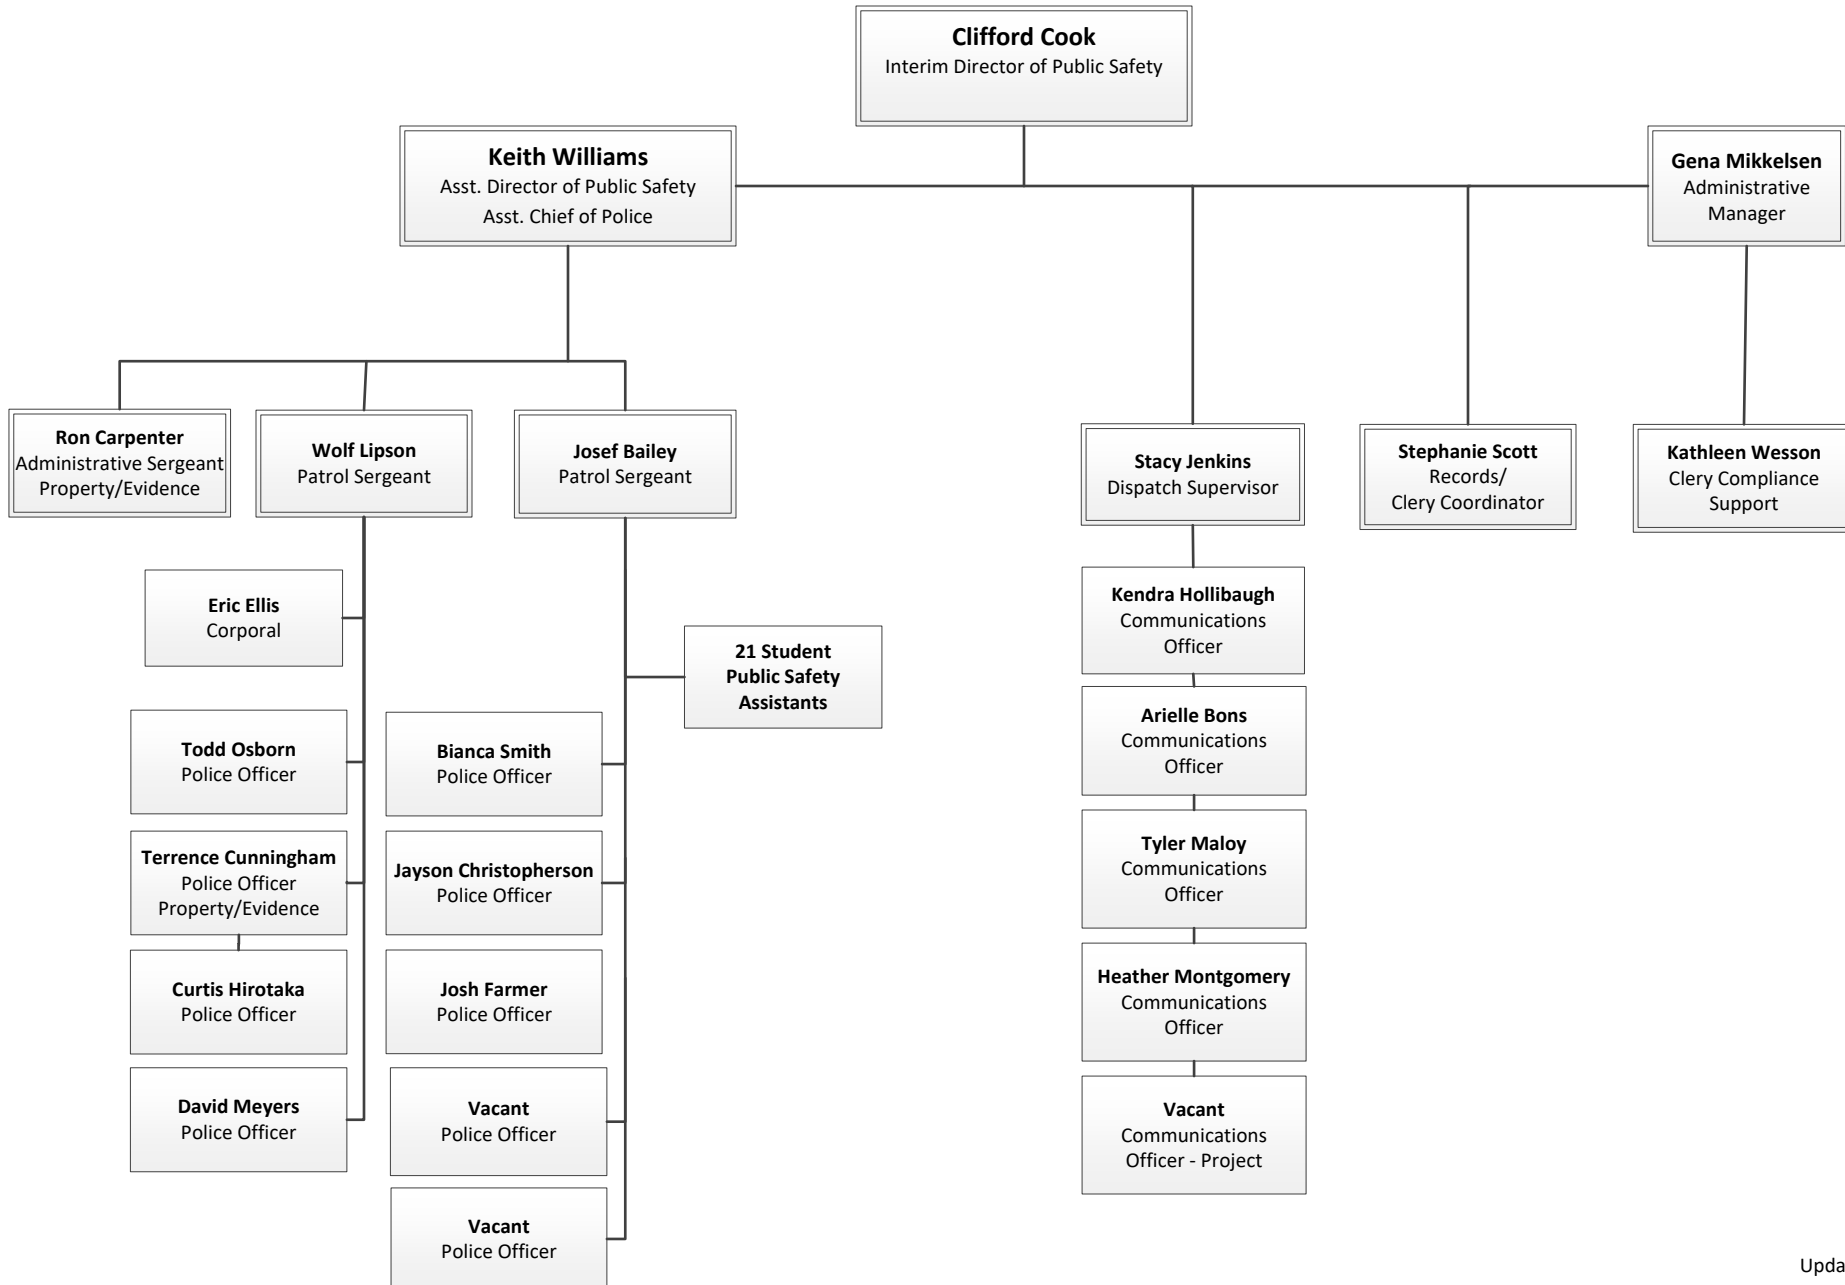 Clifford Cook
Interim Director of Public Safety
Keith Williams
Asst. Director of Public Safety
Asst. Chief of Police
Gena Mikkelsen
Administrative
Manager
Ron Carpenter
Administrative Sergeant
Property/Evidence
Wolf Lipson
Patrol Sergeant
Josef Bailey
Patrol Sergeant
Stacy Jenkins
Dispatch Supervisor
Stephanie Scott
Records/
Clery Coordinator
Kathleen Wesson
Clery Compliance
Support
Eric Ellis
Corporal
Todd Osborn
Police Officer
Terrence Cunningham
Police Officer
Property/Evidence
Curtis Hirotaka
Police Officer
David Meyers
Police Officer
21 Student
Public Safety
Assistants
Bianca Smith
Police Officer
Jayson Christopherson
Police Officer
Josh Farmer
Police Officer
Vacant
Police Officer
Vacant
Police Officer
Kendra Hollibaugh
Communications
Officer
Arielle Bons
Communications
Officer
Tyler Maloy
Communications
Officer
Heather Montgomery
Communications
Officer
Vacant
Communications
Officer - Project
Upda